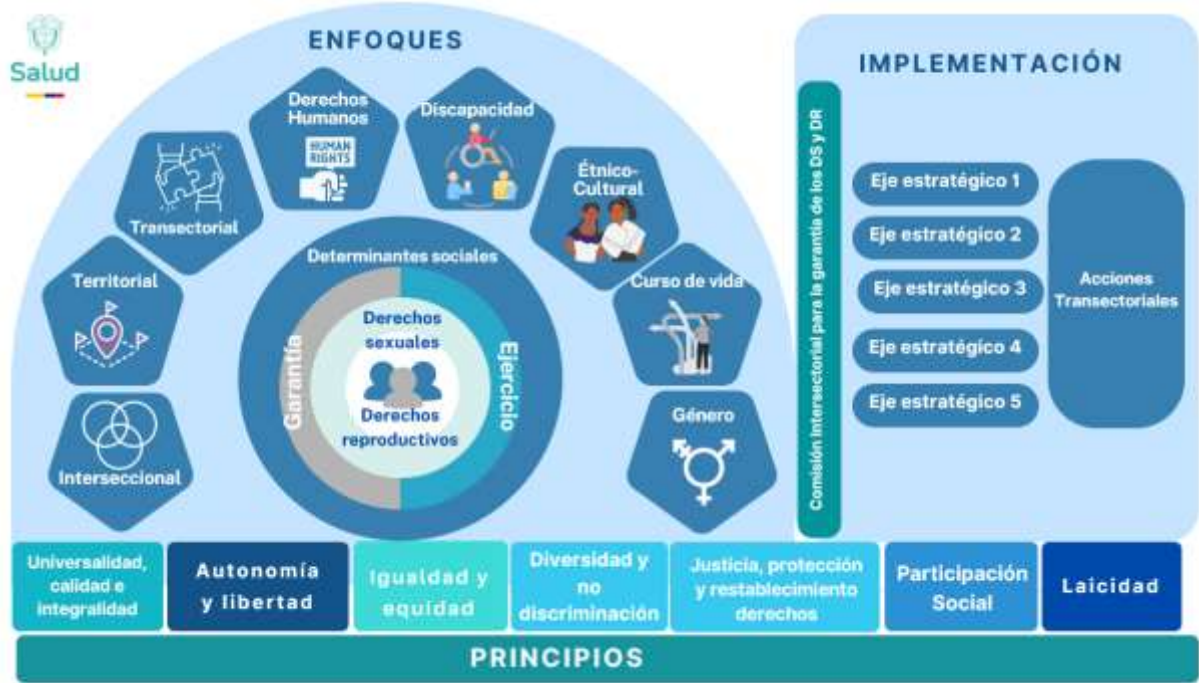 Salud
ENFOQUES
Derechos
Humanos
HUMAN
RIGHTS
Discapacidad
Transectorial
Étnico-
Cultural
Territorial
Curso de vida
Interseccional
Género
Determinantes sociales
Garantía
Ejercicio
Derechos
sexuales
Derechos
reproductivos
IMPLEMENTACIÓN
Comisión Intersectorial para la garantía de los DS y DR
Eje estratégico 1
Eje estratégico 2
Eje estratégico 3
Eje estratégico 4
Eje estratégico 5
Acciones
Transectoriales
Universalidad,
calidad e
integralidad
Autonomía
y libertad
Igualdad y
equidad
Diversidad y
no
discriminación
Justicia, protección
y restablecimiento
derechos
Participación
Social
Laicidad
PRINCIPIOS